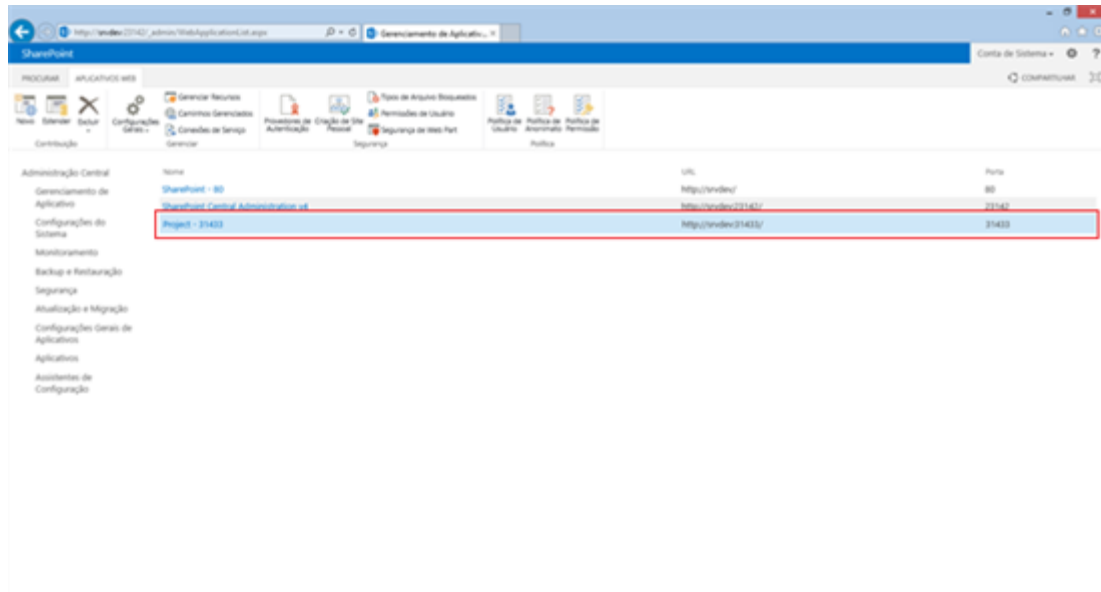 http://srvdev:23142/_admin/WebApplicationList.aspx
Gerenciamento de Aplicativ...
SharePoint
Conta de Sistema
?
PROCURAR
APLICATIVOS WEB
COMPARTILHAR
Novo
Estender
Excluir
Configurações
Gerais
Gerenciar Recursos
Caminhos Gerenciados
Conexões de Serviço
Provedores de
Autenticação
Criação de Site
Pessoal
Tipos de Arquivo Bloqueados
Permissões de Usuário
Segurança de Web Part
Política de
Usuário
Política de
Anonimato
Política de
Permissão
Contribuição
Gerenciar
Segurança
Política
Administração Central
Gerenciamento de
Aplicativo
Configurações do
Sistema
Monitoramento
Backup e Restauração
Segurança
Atualização e Migração
Configurações Gerais de
Aplicativos
Aplicativos
Assistentes de
Configuração
Nome URL Porta
SharePoint - 80 http://srvdev/ 80
SharePoint Central Administration v4 http://srvdev:23142/ 23142
Project - 31433 http://srvdev:31433/ 31433